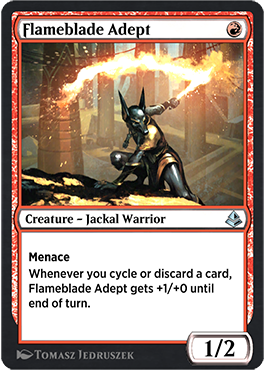 Flameblade Adept
Creature – Jackal Warrior
Menace
Whenever you cycle or discard a card,
Flameblade Adept gets +1/+0 until
end of turn.
Tomasz Jedruszek
1/2